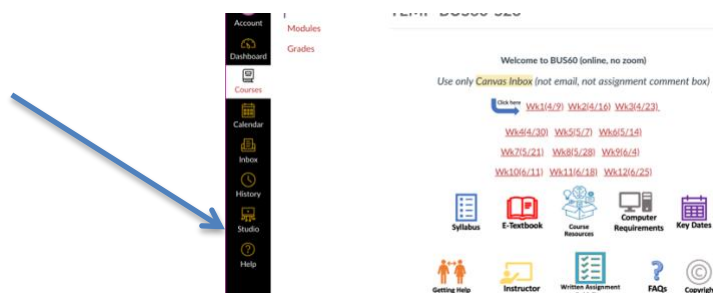 Account
Dashboard
Courses
Calendar
Inbox
History
Studio
Help
Modules
Grades
Welcome to BUS60 (online, no zoom)
Use only Canvas Inbox (not email, not assignment comment box)
Click here Wk1(4/9) Wk2(4/16) Wk3(4/23)
Wk4(4/30) Wk5(5/7) Wk6(5/14)
Wk7(5/21) Wk8(5/28) Wk9(6/4)
Wk10(6/11) Wk11(6/18) Wk12(6/25)
Syllabus
E-Textbook
Course
Resources
Computer
Requirements
Key Dates
Getting Help
Instructor
Written Assignment
FAQs
Copyrigh